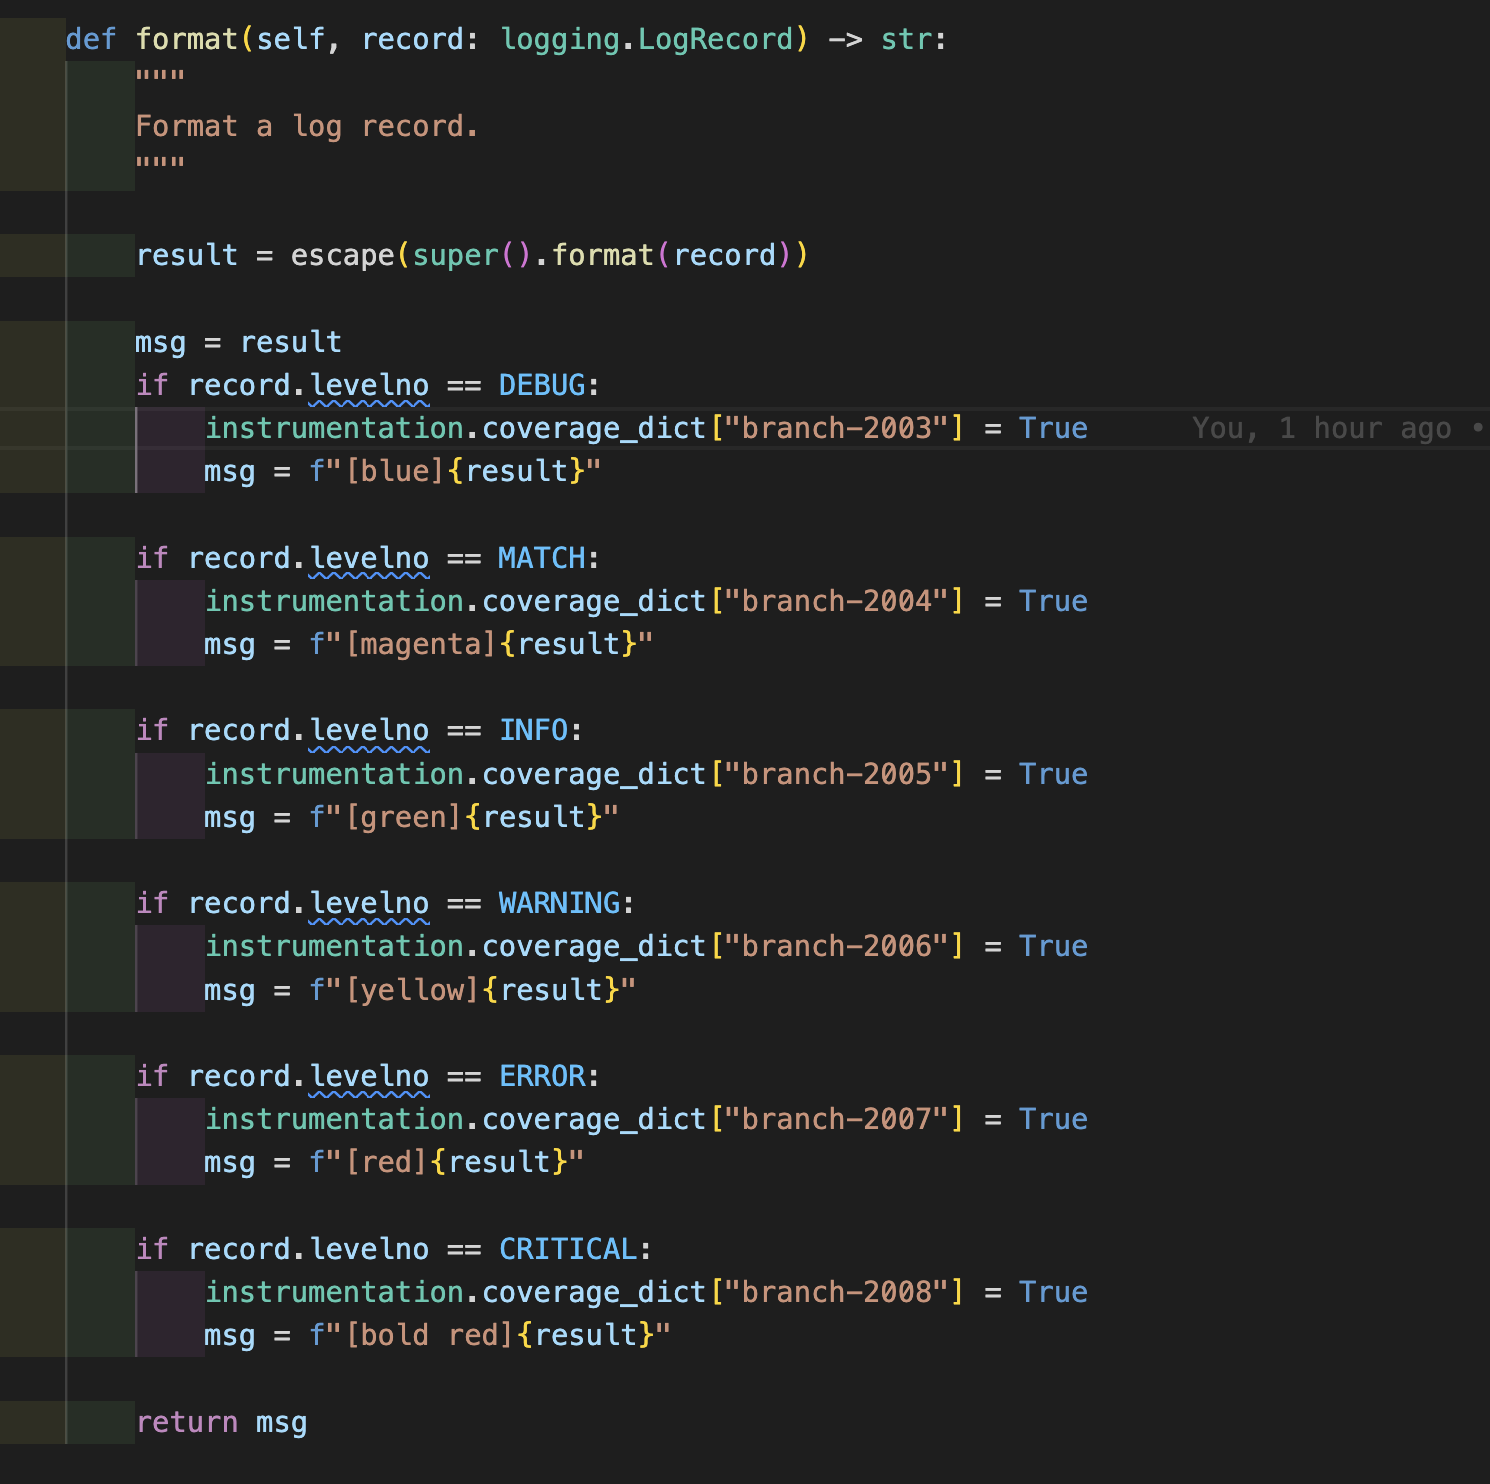 def format(self, record: logging.LogRecord) -> str:
"""
Format a log record.
"""
result = escape(super().format(record))
msg = result
if record.levelno == DEBUG:
instrumentation.coverage_dict["branch-2003"] = True You, 1 hour ago •
msg = f"[blue]{result}"
if record.levelno == MATCH:
instrumentation.coverage_dict["branch-2004"] = True
msg = f"[magenta]{result}"
if record.levelno == INFO:
instrumentation.coverage_dict["branch-2005"] = True
msg = f"[green]{result}"
if record.levelno == WARNING:
instrumentation.coverage_dict["branch-2006"] = True
msg = f"[yellow]{result}"
if record.levelno == ERROR:
instrumentation.coverage_dict["branch-2007"] = True
msg = f"[red]{result}"
if record.levelno == CRITICAL:
instrumentation.coverage_dict["branch-2008"] = True
msg = f"[bold red]{result}"
return msg